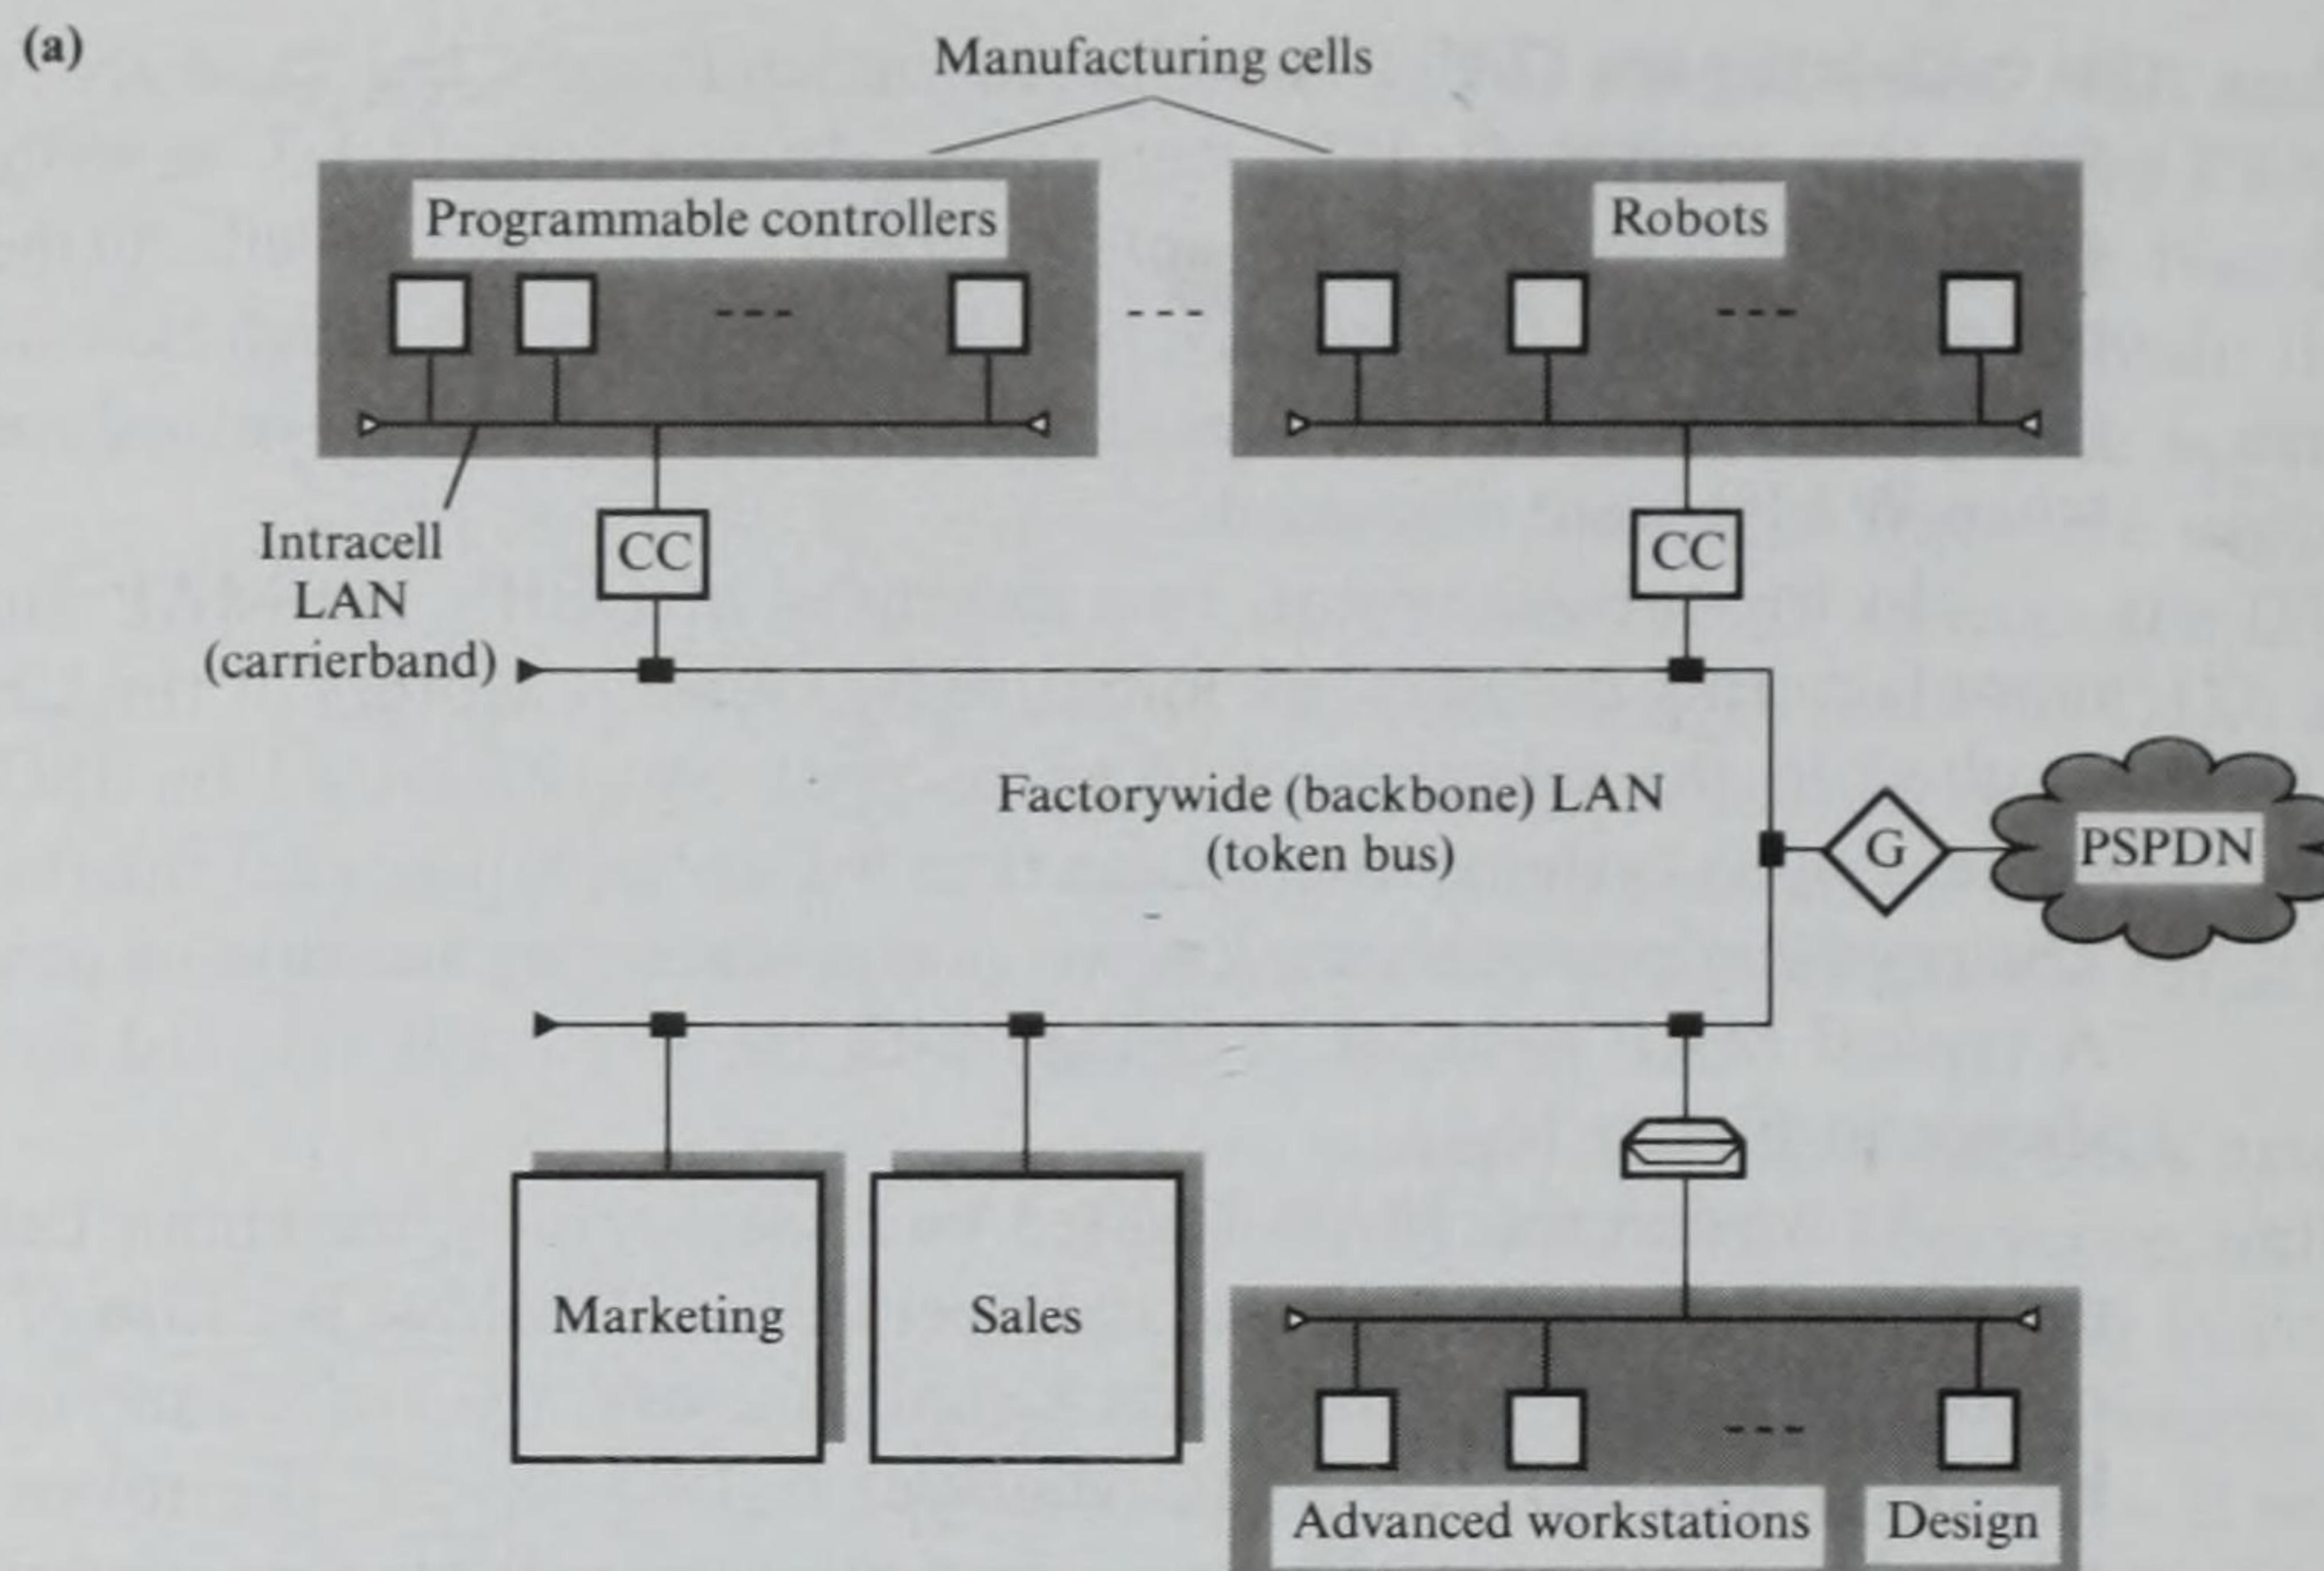 (a)
Manufacturing cells
Programmable controllers
Robots
CC
CC
Intracell
LAN
(carrierband)
Factorywide (backbone) LAN
(token bus)
G
PSPDN
Marketing
Sales
Advanced workstations
Design